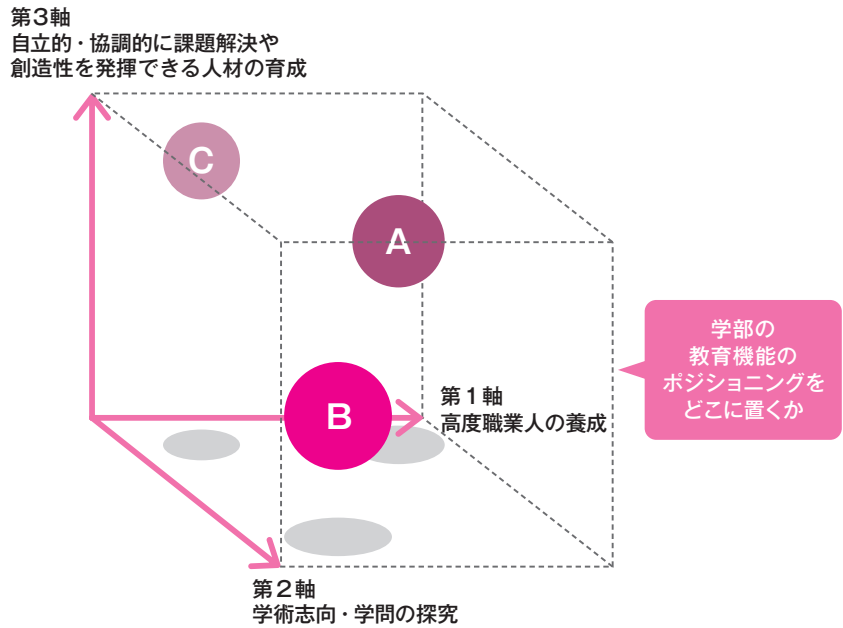 第3軸
自立的・協調的に課題解決や
創造性を発揮できる人材の育成
C
A
学部の
教育機能の
ポジショニングを
どこに置くか
第1軸
高度職業人の養成
B
第2軸
学術志向・学問の探究